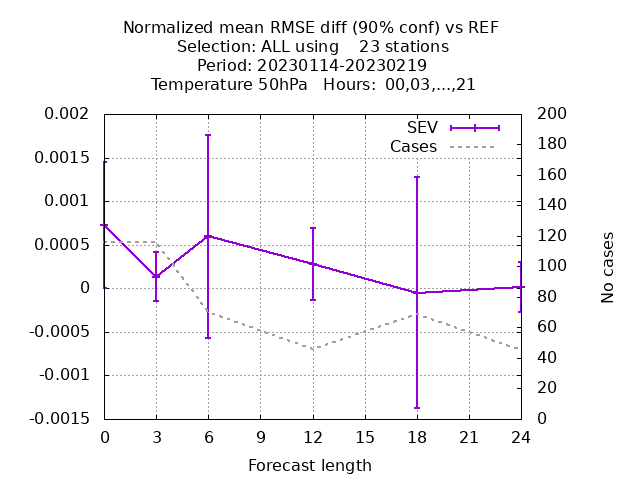 Normalized mean RMSE diff (90% conf) vs REF
Selection: ALL using    23 stations
Period: 20230114-20230219
Temperature 50hPa   Hours:  00,03,...,21
SEV
Cases
0.002
0.0015
0.001
0.0005
0
-0.0005
-0.001
-0.0015
200
180
160
140
120
100
80
60
40
20
0
No cases
0 3 6 9 12 15 18 21 24
Forecast length